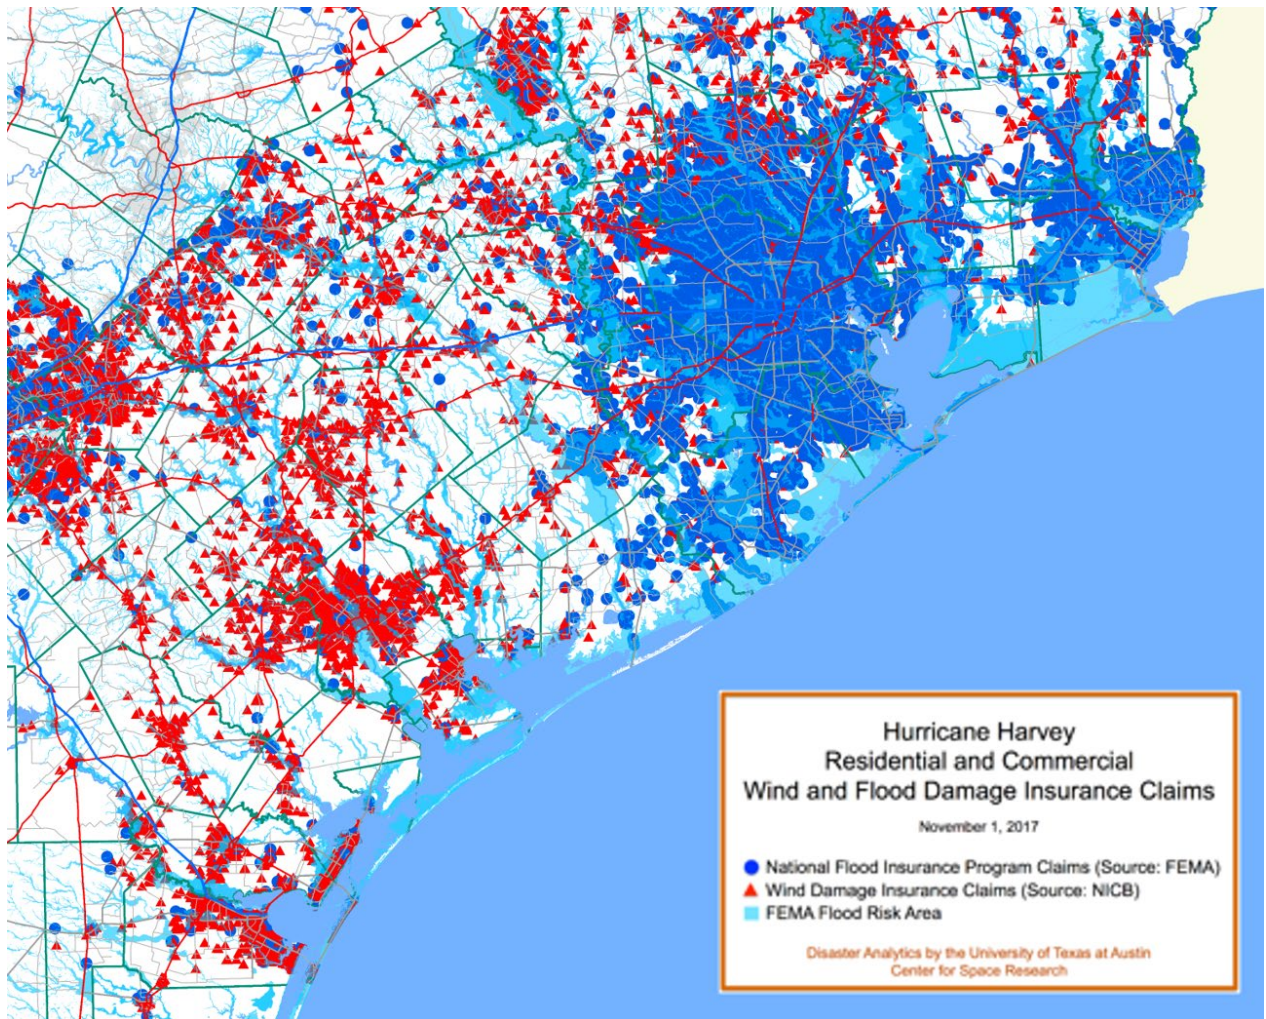 Hurricane Harvey
Residential and Commercial
Wind and Flood Damage Insurance Claims
November 1, 2017
National Flood Insurance Program Claims (Source: FEMA)
Wind Damage Insurance Claims (Source: NICB)
FEMA Flood Risk Area
Disaster Analytics by the University of Texas at Austin
Center for Space Research